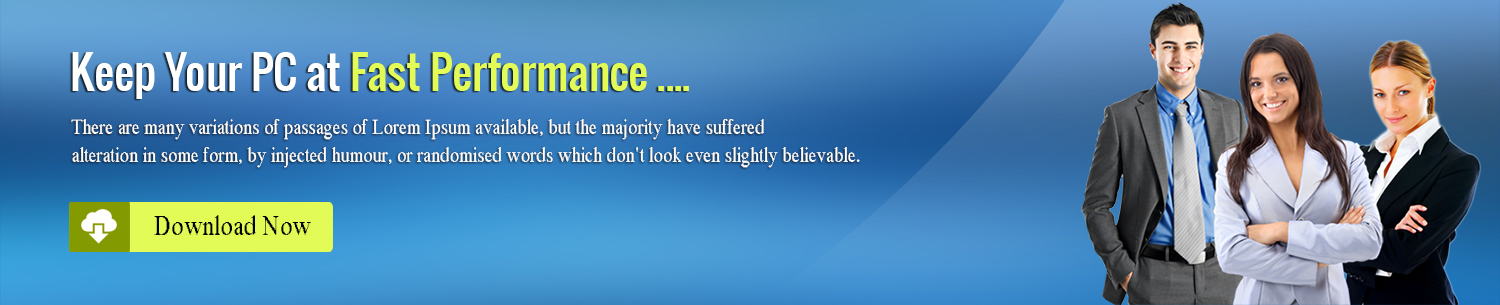 Keep Your PC at Fast Performance ....
There are many variations of passages of Lorem Ipsum available, but the majority have suffered
alteration in some form, by injected humour, or randomised words which don't look even slightly believable.
Download Now